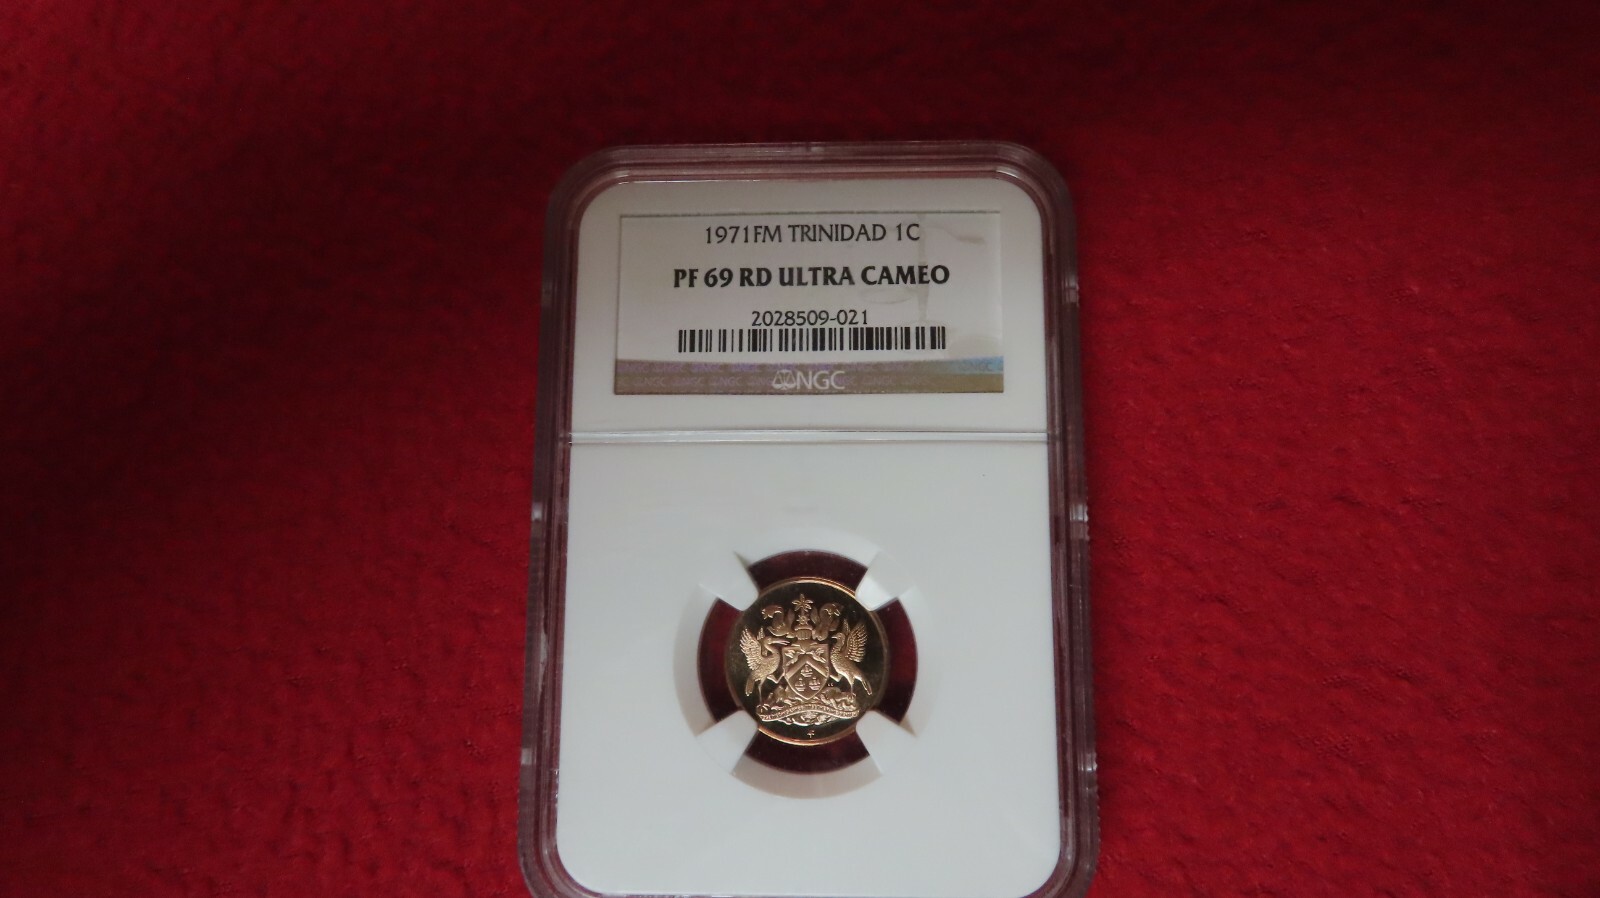 1971FM TRINIDAD 1C
PF 69 RD ULTRA CAMEO
2028509-021
NGC